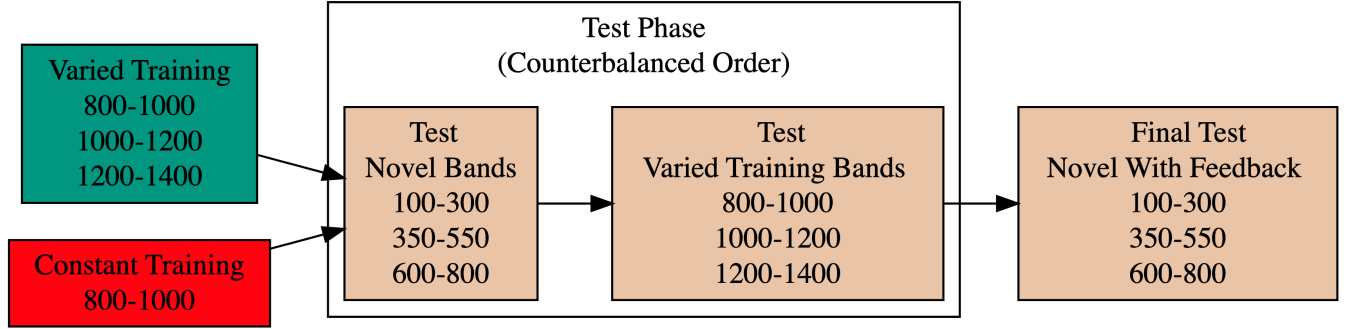 Varied Training
800-1000
1000-1200
1200-1400
Constant Training
800-1000
Test Phase
(Counterbalanced Order)
Test
Novel Bands
100-300
350-550
600-800
Test
Varied Training Bands
800-1000
1000-1200
1200-1400
Final Test
Novel With Feedback
100-300
350-550
600-800